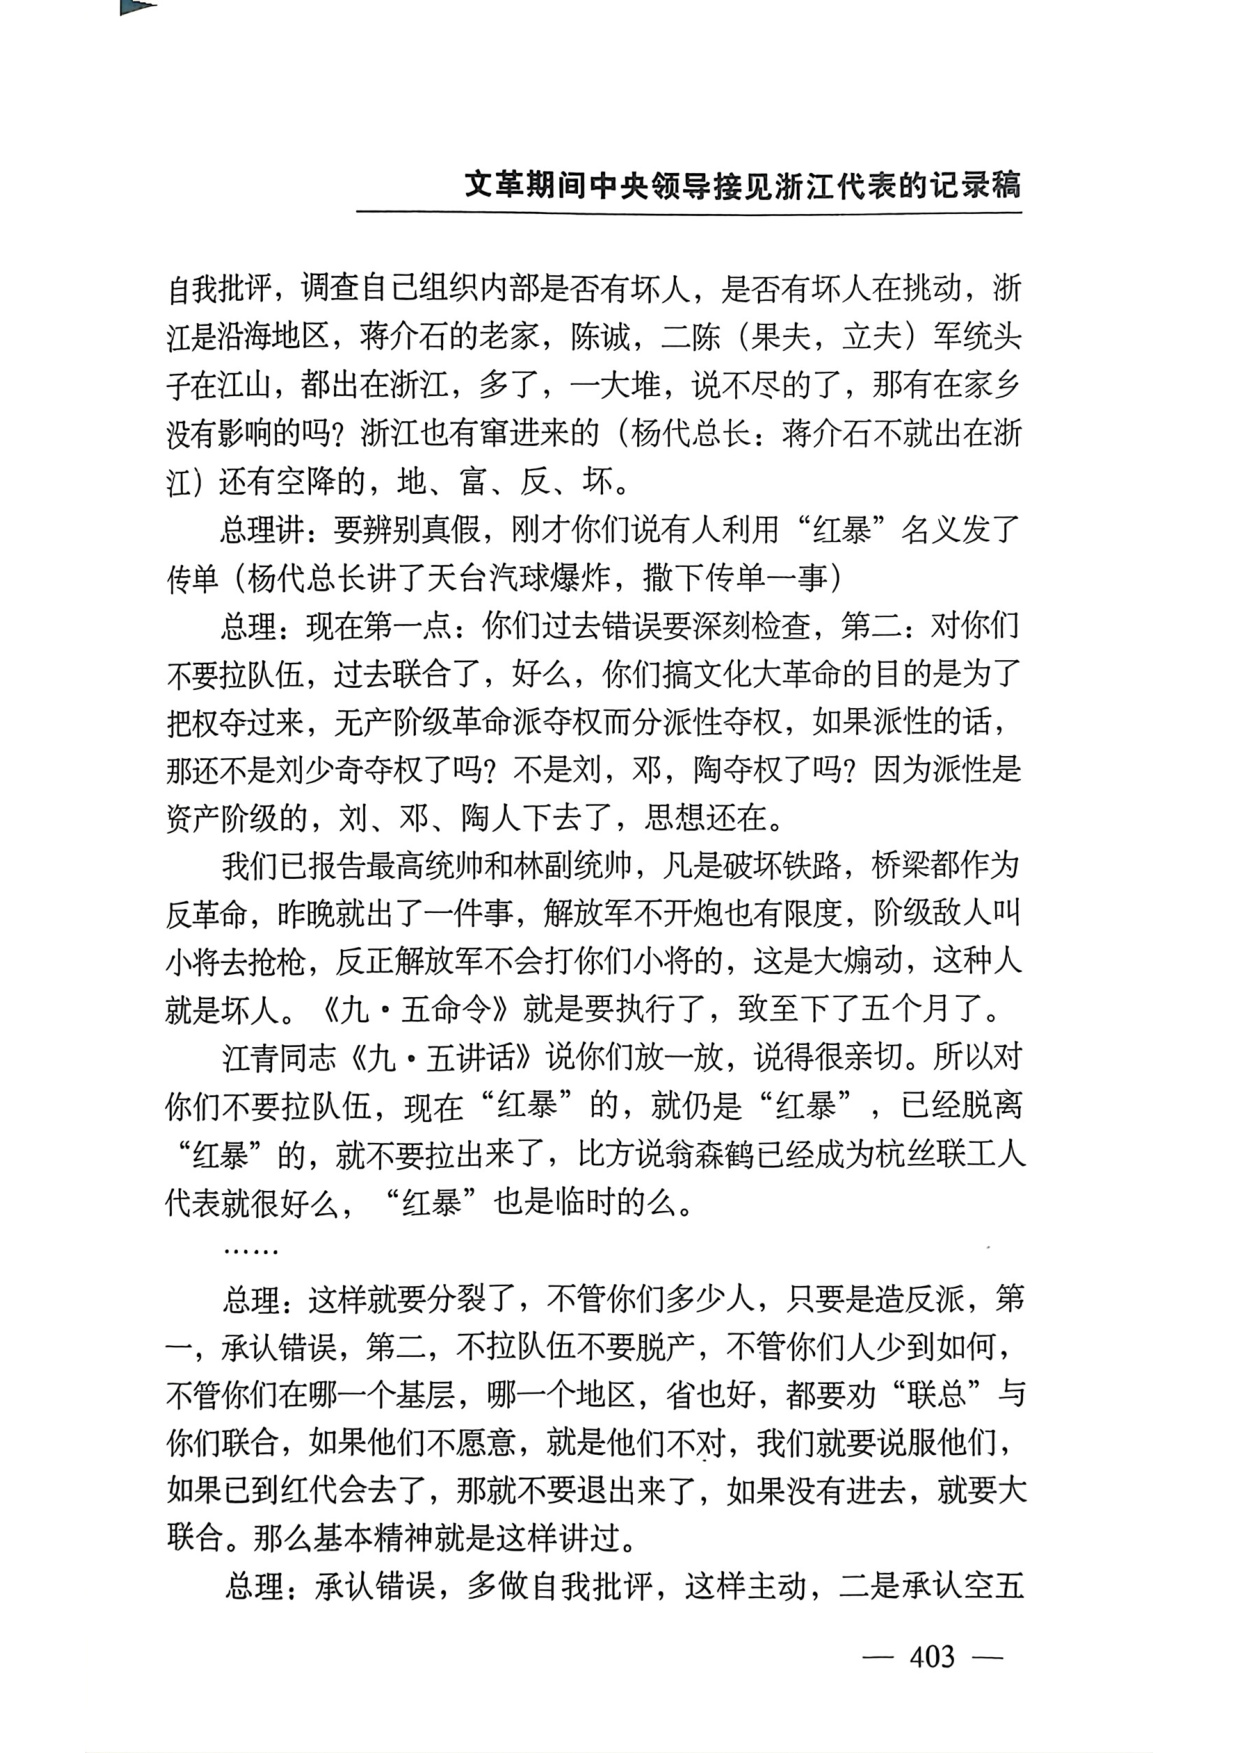 文革期间中央领导接见浙江代表的记录稿
自我批评，调查自己组织内部是否有坏人，是否有坏人在挑动，浙
江是沿海地区，蒋介石的老家，陈诚，二陈（果夫，立夫）军统头
子在江山，都出在浙江，多了，一大堆，说不尽的了，那有在家乡
没有影响的吗？浙江也有窜进来的（杨代总长：蒋介石不就出在浙
江）还有空降的，地、富、反、坏。
总理讲：要辨别真假，刚才你们说有人利用“红暴”名义发了
传单（杨代总长讲了天台汽球爆炸，撒下传单一事）
总理：现在第一点：你们过去错误要深刻检查，第二：对你们
不要拉队伍，过去联合了，好么，你们搞文化大革命的目的是为了
把权夺过来，无产阶级革命派夺权而分派性夺权，如果派性的话，
那还不是刘少奇夺权了吗？不是刘，邓，陶夺权了吗？因为派性是
资产阶级的，刘、邓、陶人下去了，思想还在。
我们已报告最高统帅和林副统帅，凡是破坏铁路，桥梁都作为
反革命，昨晚就出了一件事，解放军不开炮也有限度，阶级敌人叫
小将去抢枪，反正解放军不会打你们小将的，这是大煽动，这种人
就是坏人。《九·五命令》就是要执行了，致至下了五个月了。
江青同志《九·五讲话》说你们放一放，说得很亲切。所以对
你们不要拉队伍，现在“红暴”的，就仍是“红暴”，已经脱离
“红暴”的，就不要拉出来了，比方说翁森鹤已经成为杭丝联工人
代表就很好么，“红暴”也是临时的么。
……
总理：这样就要分裂了，不管你们多少人，只要是造反派，第
一，承认错误，第二，不拉队伍不要脱产，不管你们人少到如何，
不管你们在哪一个基层，哪一个地区，省也好，都要劝“联总”与
你们联合，如果他们不愿意，就是他们不对，我们就要说服他们，
如果已到红代会去了，那就不要退出来了，如果没有进去，就要大
联合。那么基本精神就是这样讲过。
总理：承认错误，多做自我批评，这样主动，二是承认空五
— 403 —